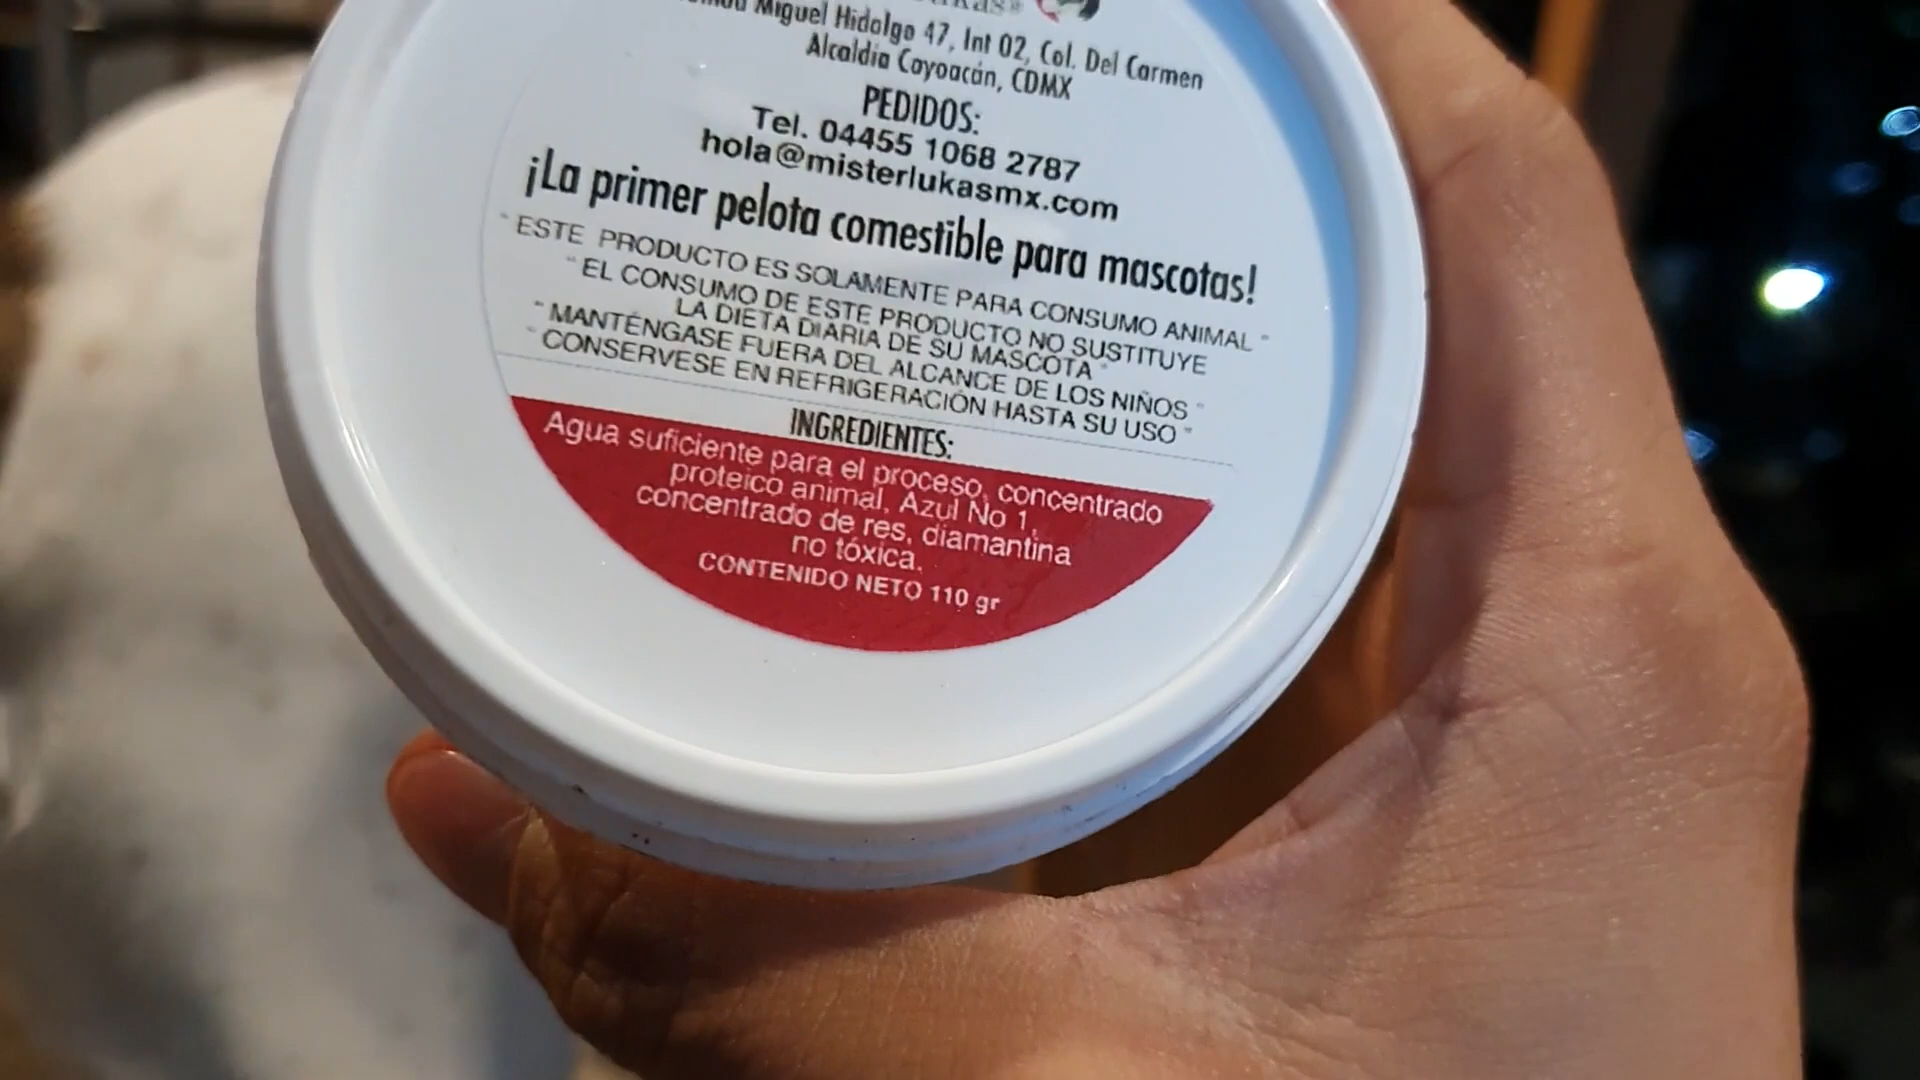 Miguel Hidalgo 47, Int 02, Col. Del Carmen
Alcaldia Coyoacán, CDMX
PEDIDOS:
Tel. 04455 1068 2787
hola@misterlukasmx.com
¡La primer pelota comestible para mascotas!
" ESTE PRODUCTO ES SOLAMENTE PARA CONSUMO ANIMAL "
" EL CONSUMO DE ESTE PRODUCTO NO SUSTITUYE
LA DIETA DIARIA DE SU MASCOTA "
" MANTÉNGASE FUERA DEL ALCANCE DE LOS NIÑOS "
" CONSERVESE EN REFRIGERACIÓN HASTA SU USO "
INGREDIENTES:
Agua suficiente para el proceso, concentrado
proteico animal, Azul No 1,
concentrado de res, diamantina
no tóxica.
CONTENIDO NETO 110 gr